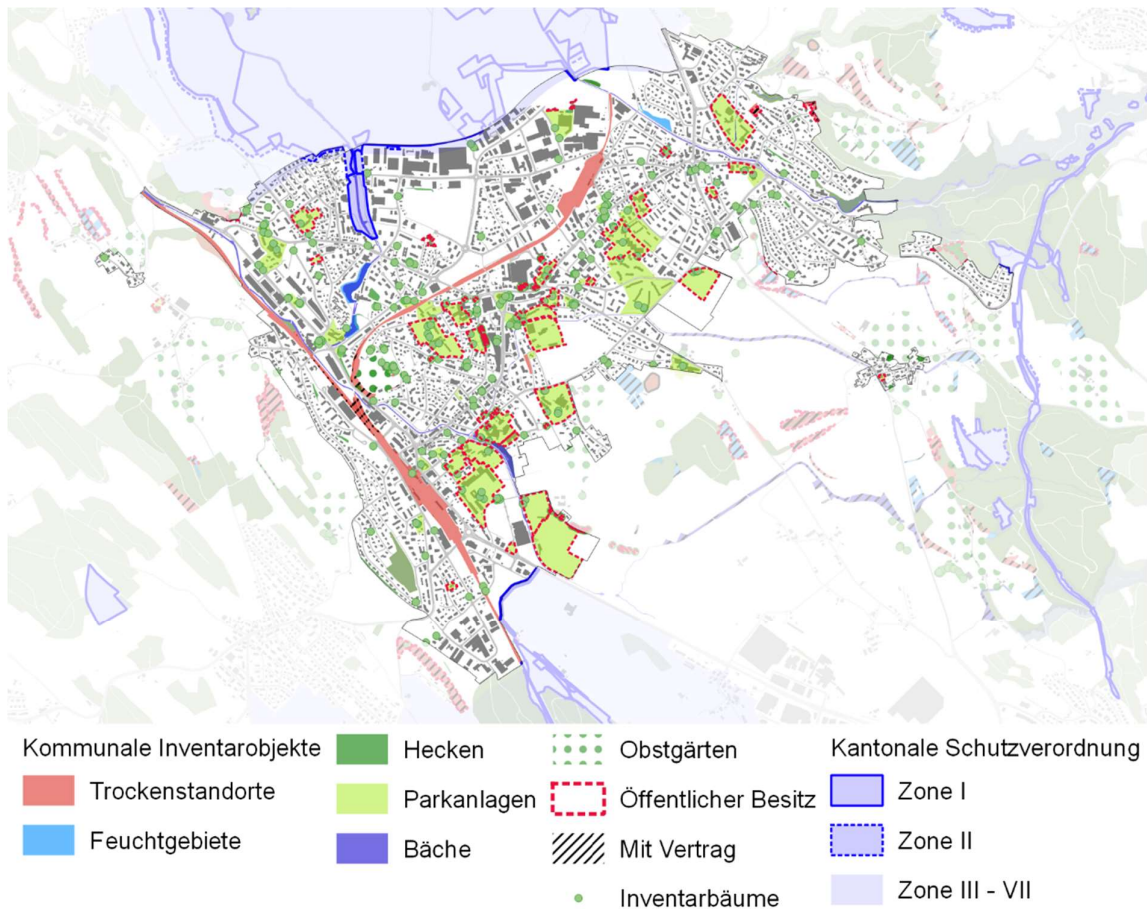 Kommunale Inventarobjekte
Trockenstandorte
Feuchtgebiete
Hecken
Parkanlagen
Bäche
Obstgärten
Öffentlicher Besitz
Mit Vertrag
Inventarbäume
Kantonale Schutzverordnung
Zone I
Zone II
Zone III - VII